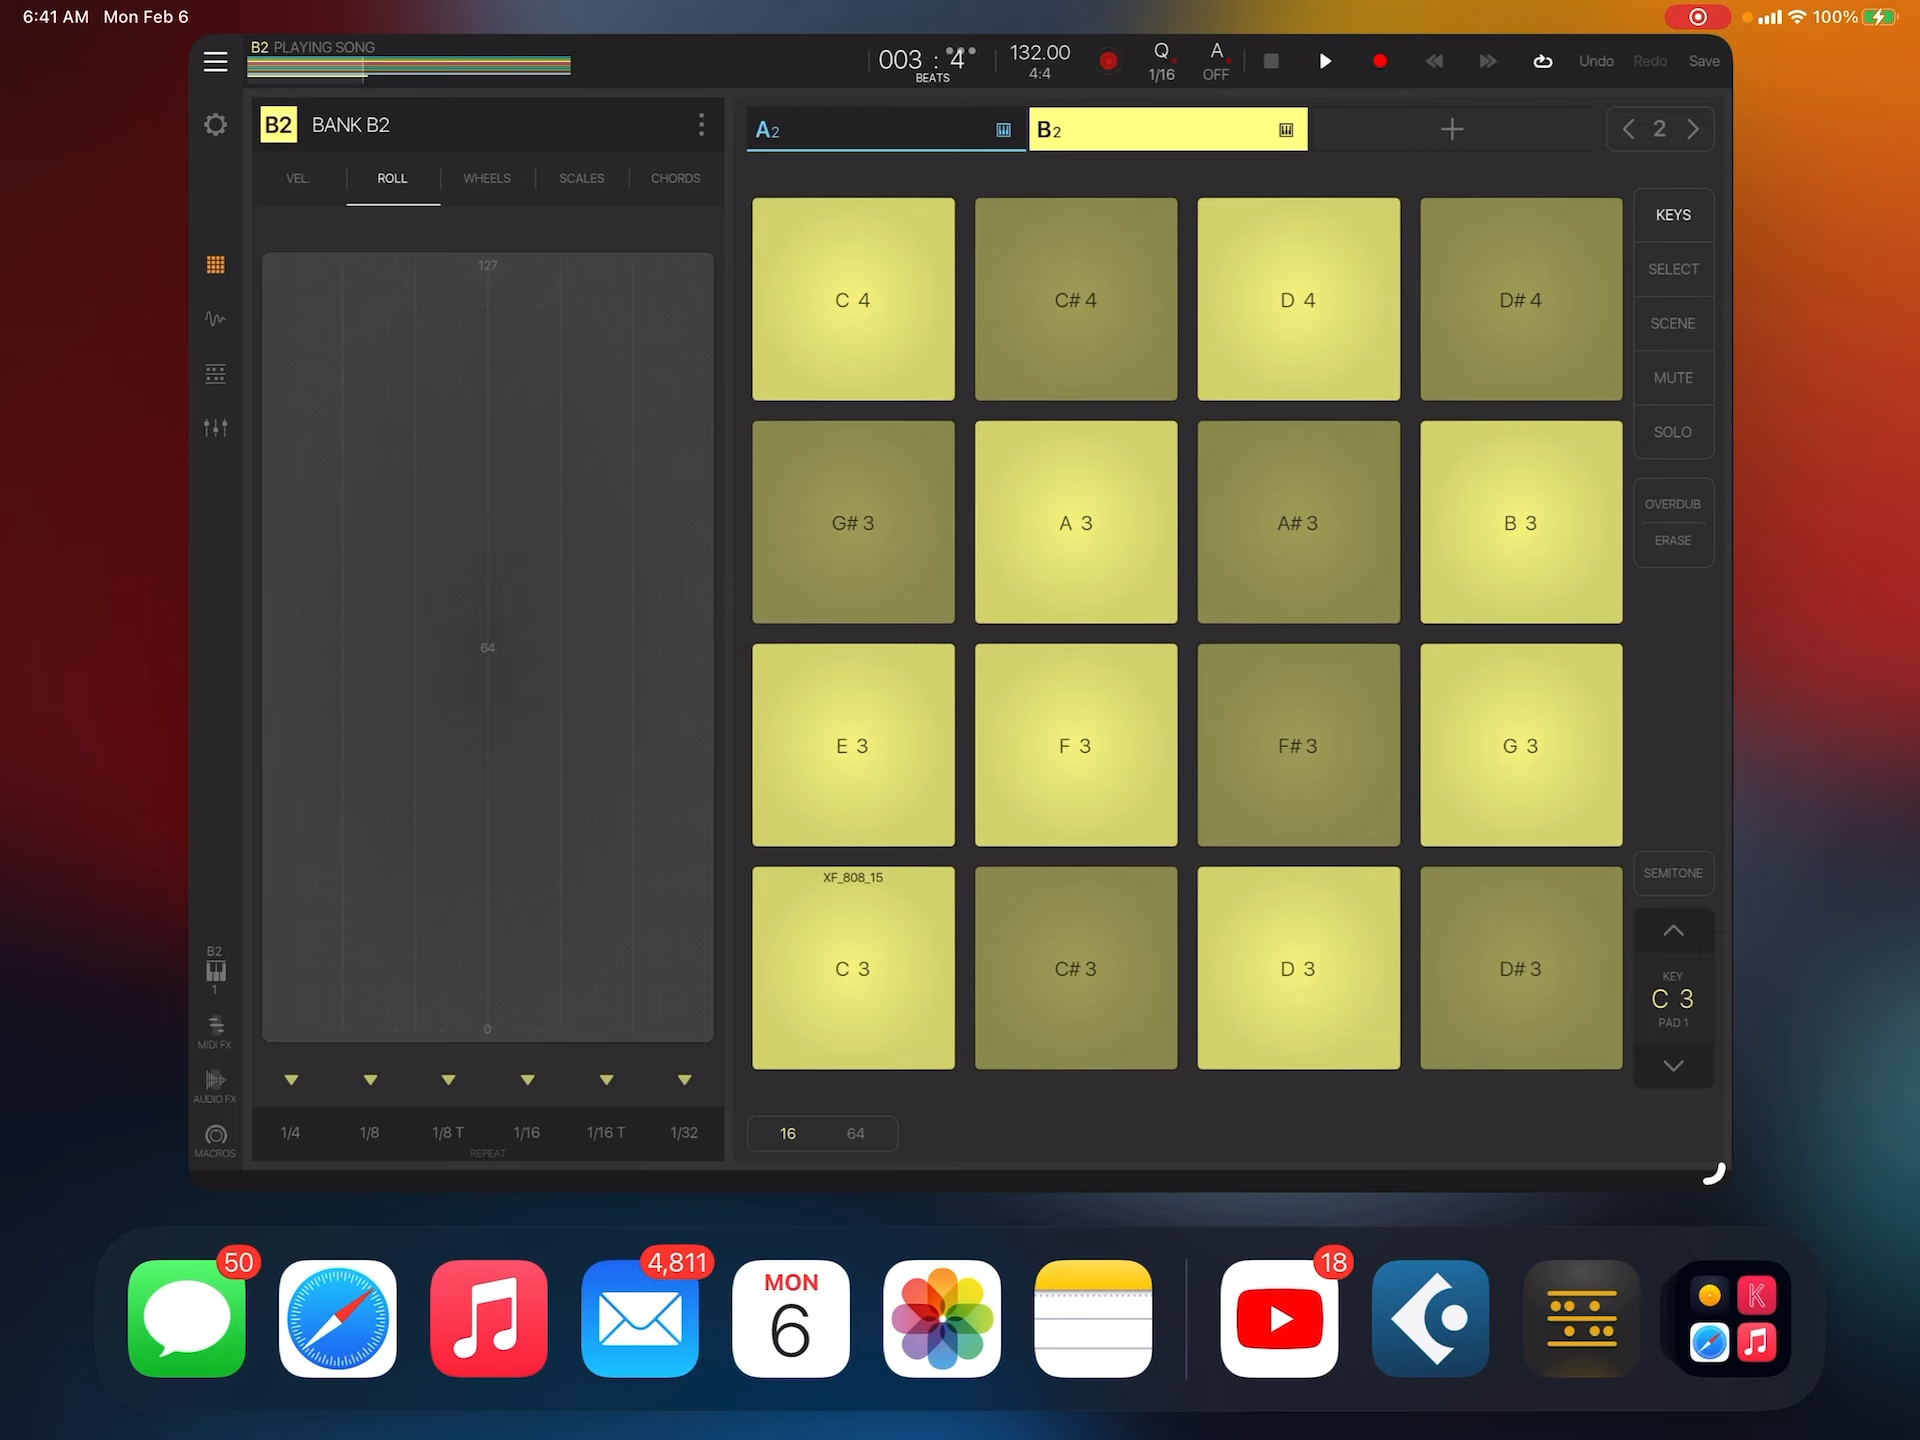 6:41 AM Mon Feb 6
100%
B2 PLAYING SONG
003 : 4
BEATS
132.00
4:4
Q
1/16
A
OFF
Undo
Redo
Save
B2 BANK B2
VEL. ROLL WHEELS SCALES CHORDS
127
64
0
1/4 1/8 1/8 T 1/16 1/16 T 1/32
REPEAT
B2
1
MIDI FX
AUDIO FX
MACROS
A2
B2
2
C 4 C# 4 D 4 D# 4
G# 3 A 3 A# 3 B 3
E 3 F 3 F# 3 G 3
XF_808_15
C 3 C# 3 D 3 D# 3
16 64
KEYS
SELECT
SCENE
MUTE
SOLO
OVERDUB
ERASE
SEMITONE
KEY
C 3
PAD 1
50
4,811
MON
6
18
K